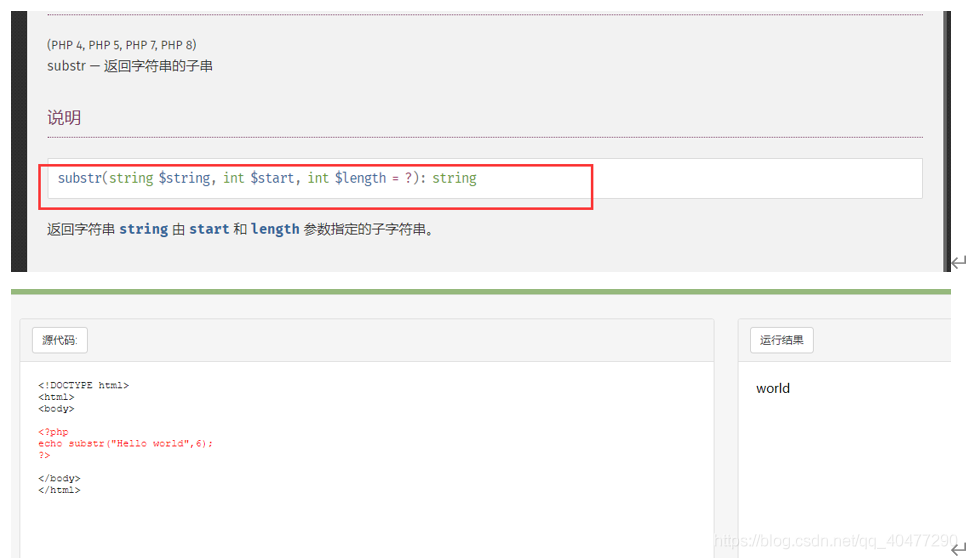 (PHP 4, PHP 5, PHP 7, PHP 8)
substr — 返回字符串的子串
说明
substr(string $string, int $start, int $length = ?): string
返回字符串 string 由 start 和 length 参数指定的子字符串。
源代码:
<!DOCTYPE html>
<html>
<body>
<?php
echo substr("Hello world",6);
?>
</body>
</html>
运行结果
world
https://blog.csdn.net/qq_40477290